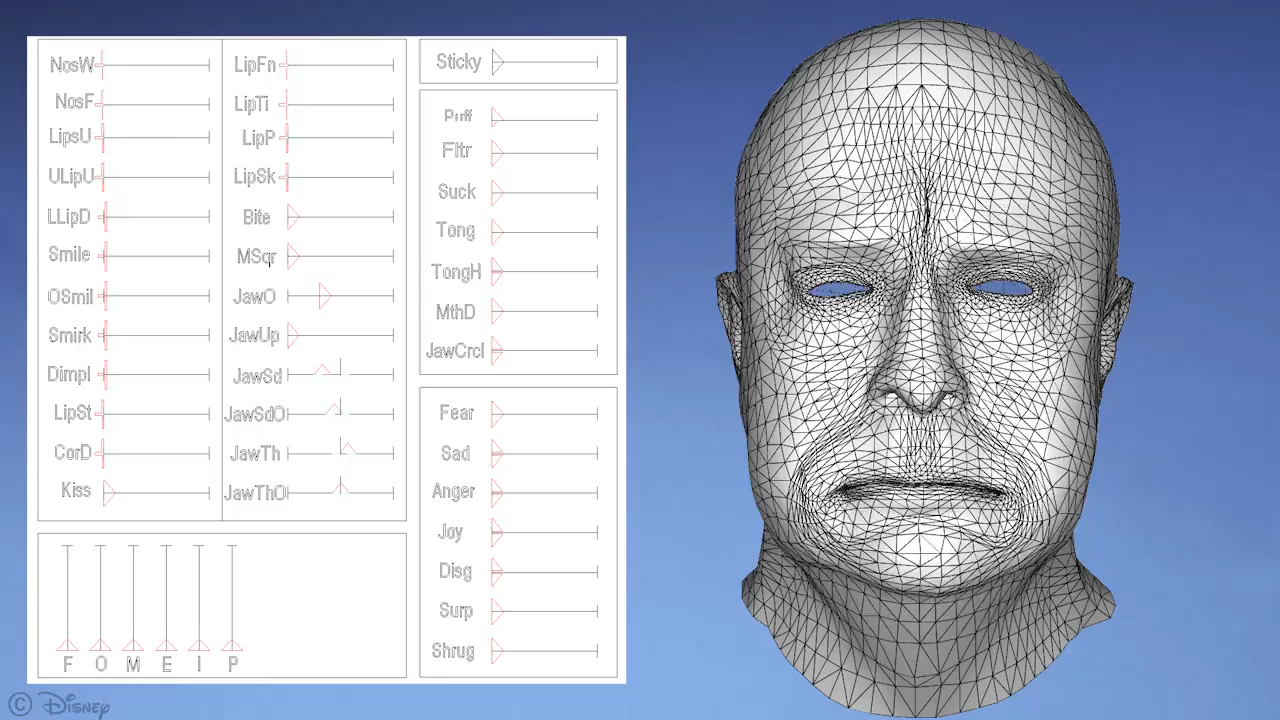 NosW
NosF
LipsU
ULipU
LLipD
Smile
OSmil
Smirk
Dimpl
LipSt
CorD
Kiss
LipFn
LipTi
LipP
LipSk
Bite
MSqr
JawO
JawUp
JawSd
JawSdO
JawTh
JawThO
F O M E I P
Sticky
Puff
Fltr
Suck
Tong
TongH
MthD
JawCrcl
Fear
Sad
Anger
Joy
Disg
Surp
Shrug
© Disney